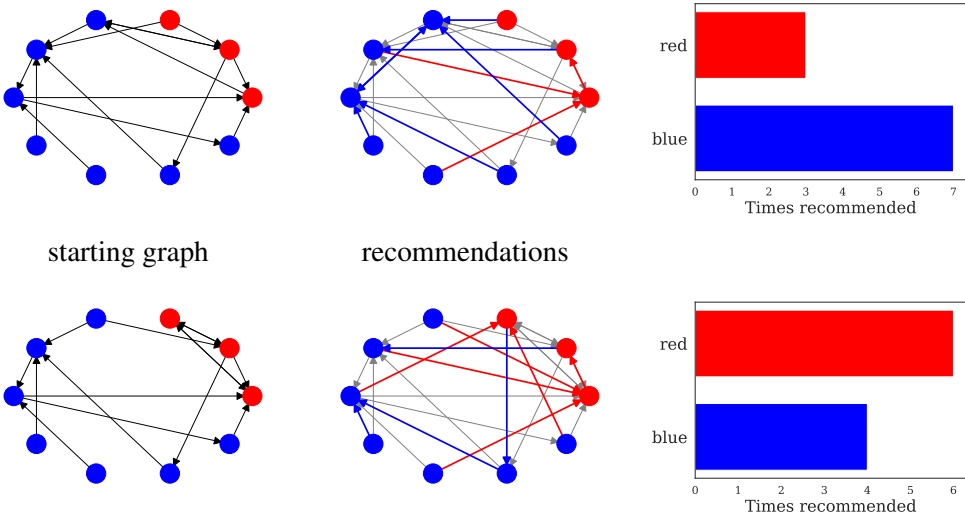 red
blue
0 1 2 3 4 5 6 7
Times recommended
starting graph
recommendations
red
blue
0 1 2 3 4 5 6
Times recommended